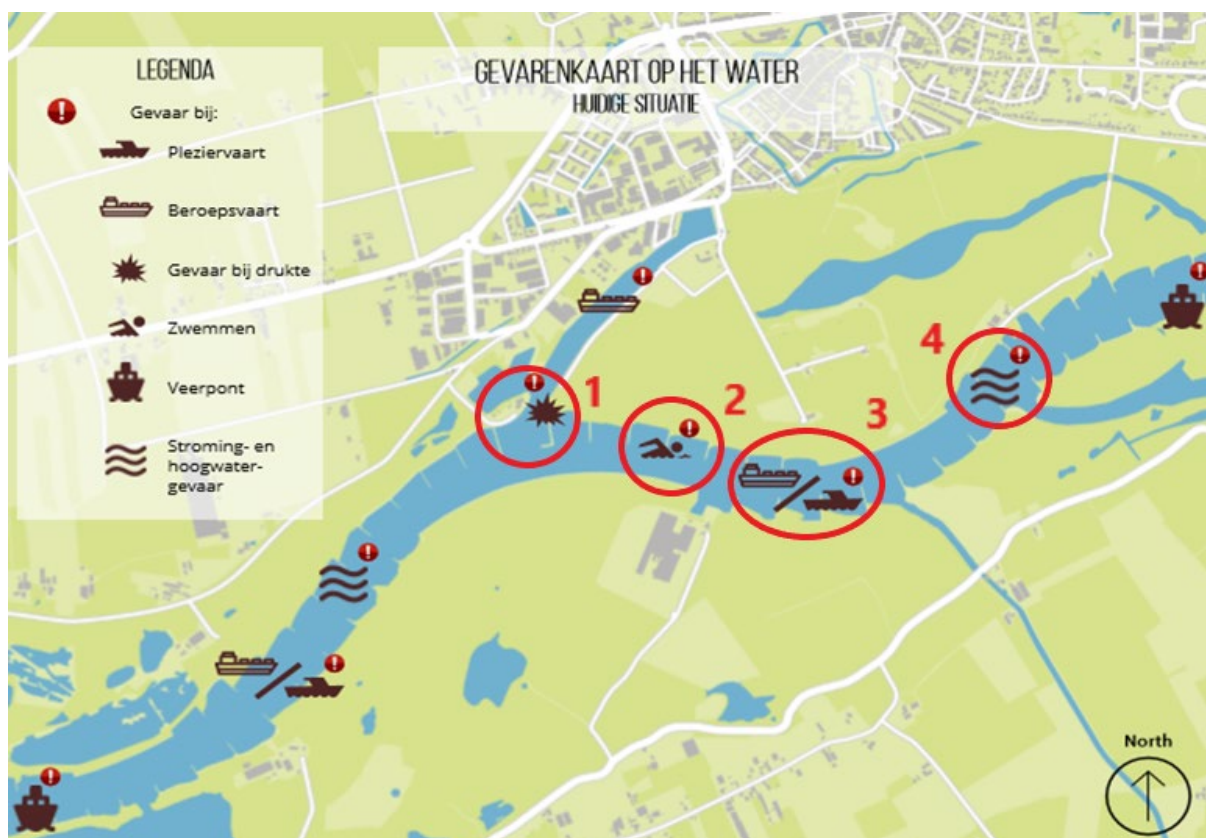 LEGENDA
Gevaar bij:
Pleziervaart
Beroepsvaart
Gevaar bij drukte
Zwemmen
Veerpont
Stroming- en
hoogwater-
gevaar
GEVARENKAART OP HET WATER
HUIDIGE SITUATIE
1
2
3
4
North